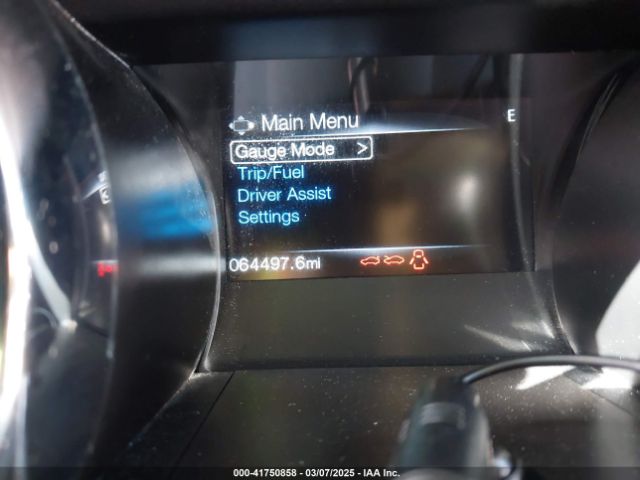 Main Menu
E
Gauge Mode >
Trip/Fuel
Driver Assist
Settings
064497.6mi
000-41750858 - 03/07/2025 - IAA Inc.